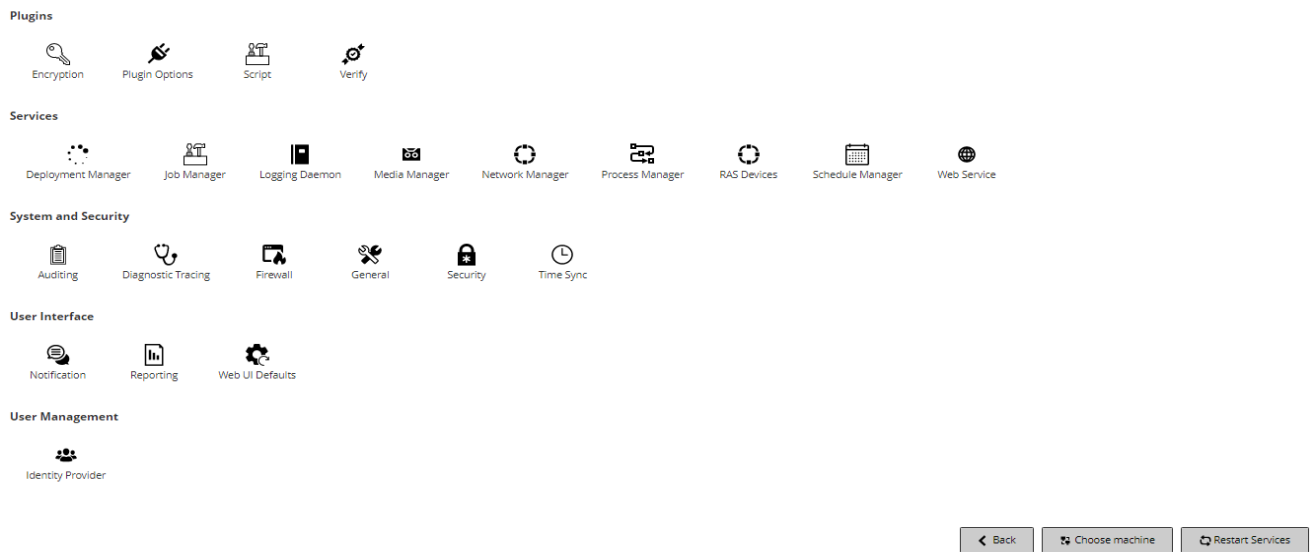 Plugins
Encryption Plugin Options Script Verify
Services
Deployment Manager Job Manager Logging Daemon Media Manager Network Manager Process Manager RAS Devices Schedule Manager Web Service
System and Security
Auditing Diagnostic Tracing Firewall General Security Time Sync
User Interface
Notification Reporting Web UI Defaults
User Management
Identity Provider
Back Choose machine Restart Services